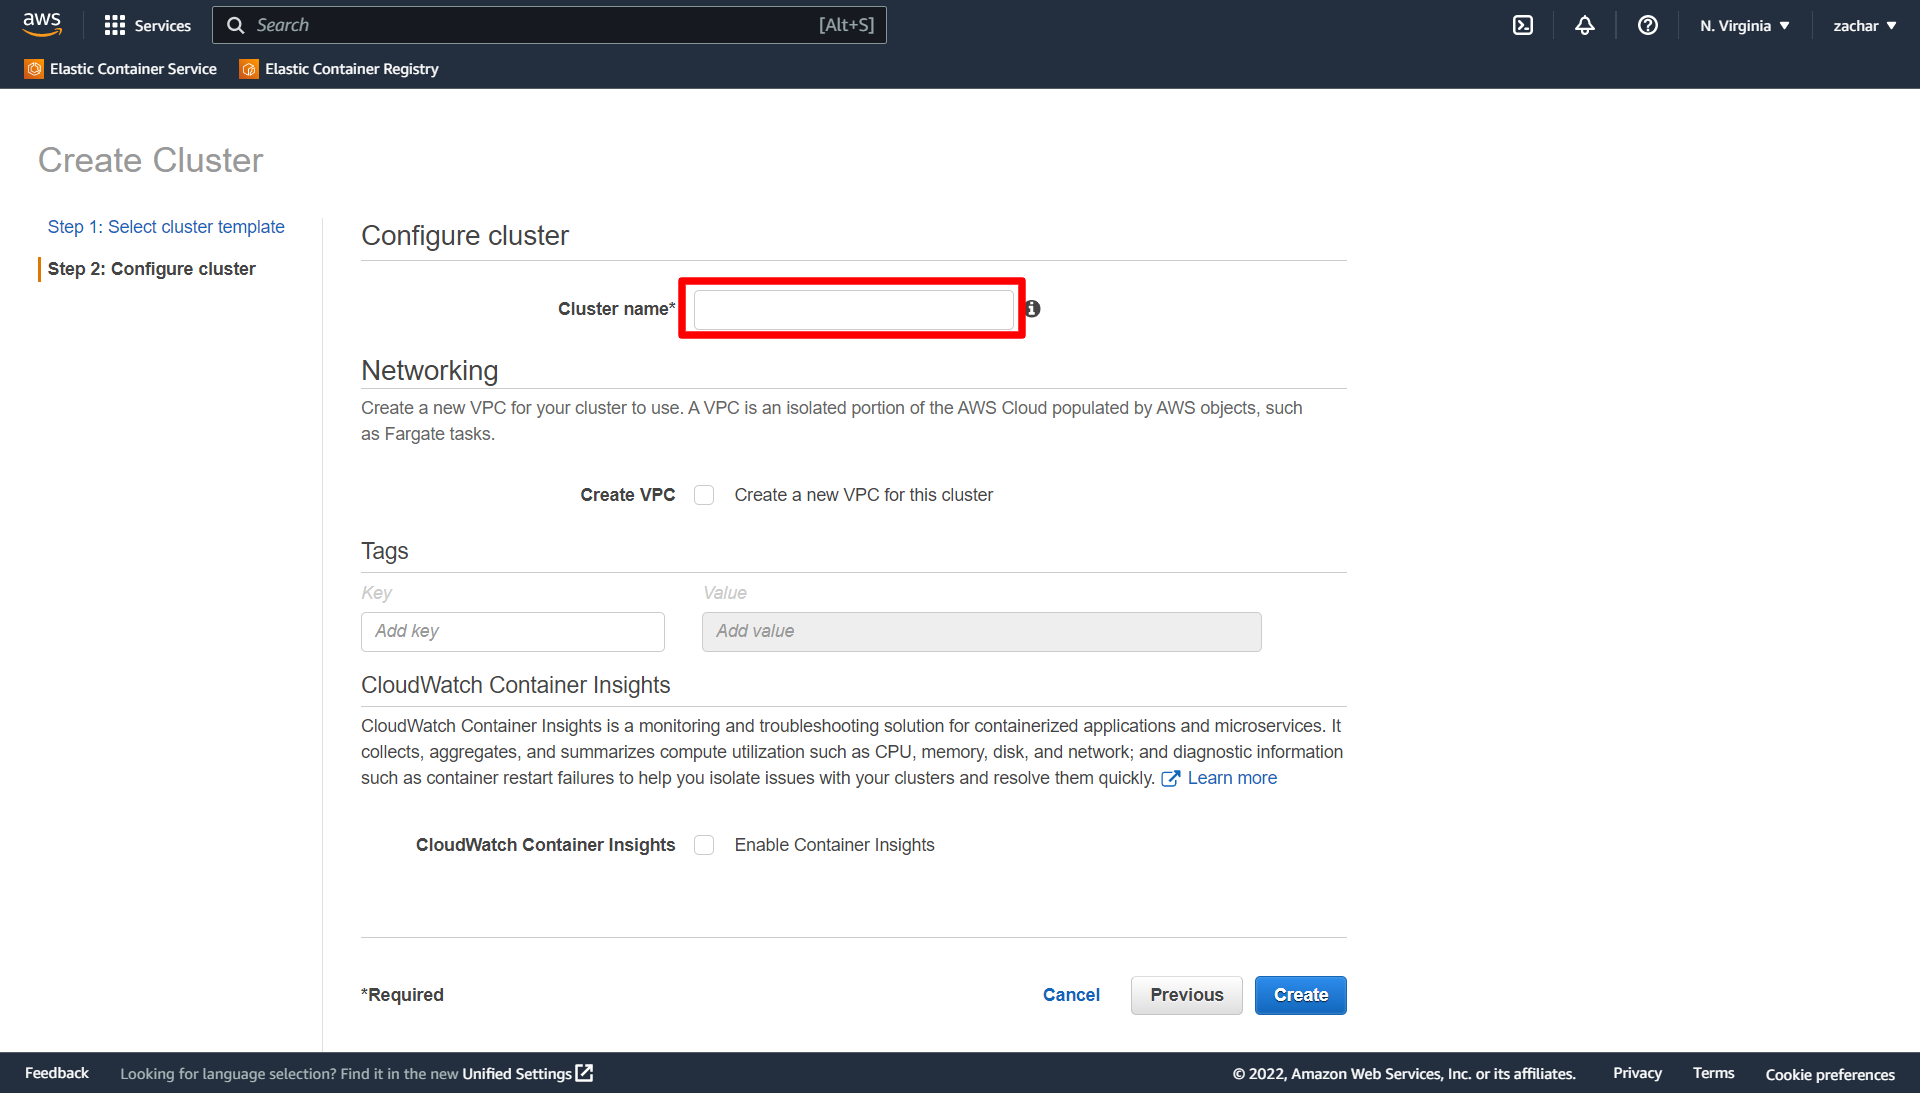 aws
Services
Search
[Alt+S]
N. Virginia
zachar
Elastic Container Service
Elastic Container Registry
Create Cluster
Step 1: Select cluster template
Step 2: Configure cluster
Configure cluster
Cluster name*
Networking
Create a new VPC for your cluster to use. A VPC is an isolated portion of the AWS Cloud populated by AWS objects, such
as Fargate tasks.
Create VPC
Create a new VPC for this cluster
Tags
Key
Value
Add key
Add value
CloudWatch Container Insights
CloudWatch Container Insights is a monitoring and troubleshooting solution for containerized applications and microservices. It
collects, aggregates, and summarizes compute utilization such as CPU, memory, disk, and network; and diagnostic information
such as container restart failures to help you isolate issues with your clusters and resolve them quickly. Learn more
CloudWatch Container Insights
Enable Container Insights
*Required
Cancel
Previous
Create
Feedback
Looking for language selection? Find it in the new Unified Settings
© 2022, Amazon Web Services, Inc. or its affiliates.
Privacy
Terms
Cookie preferences